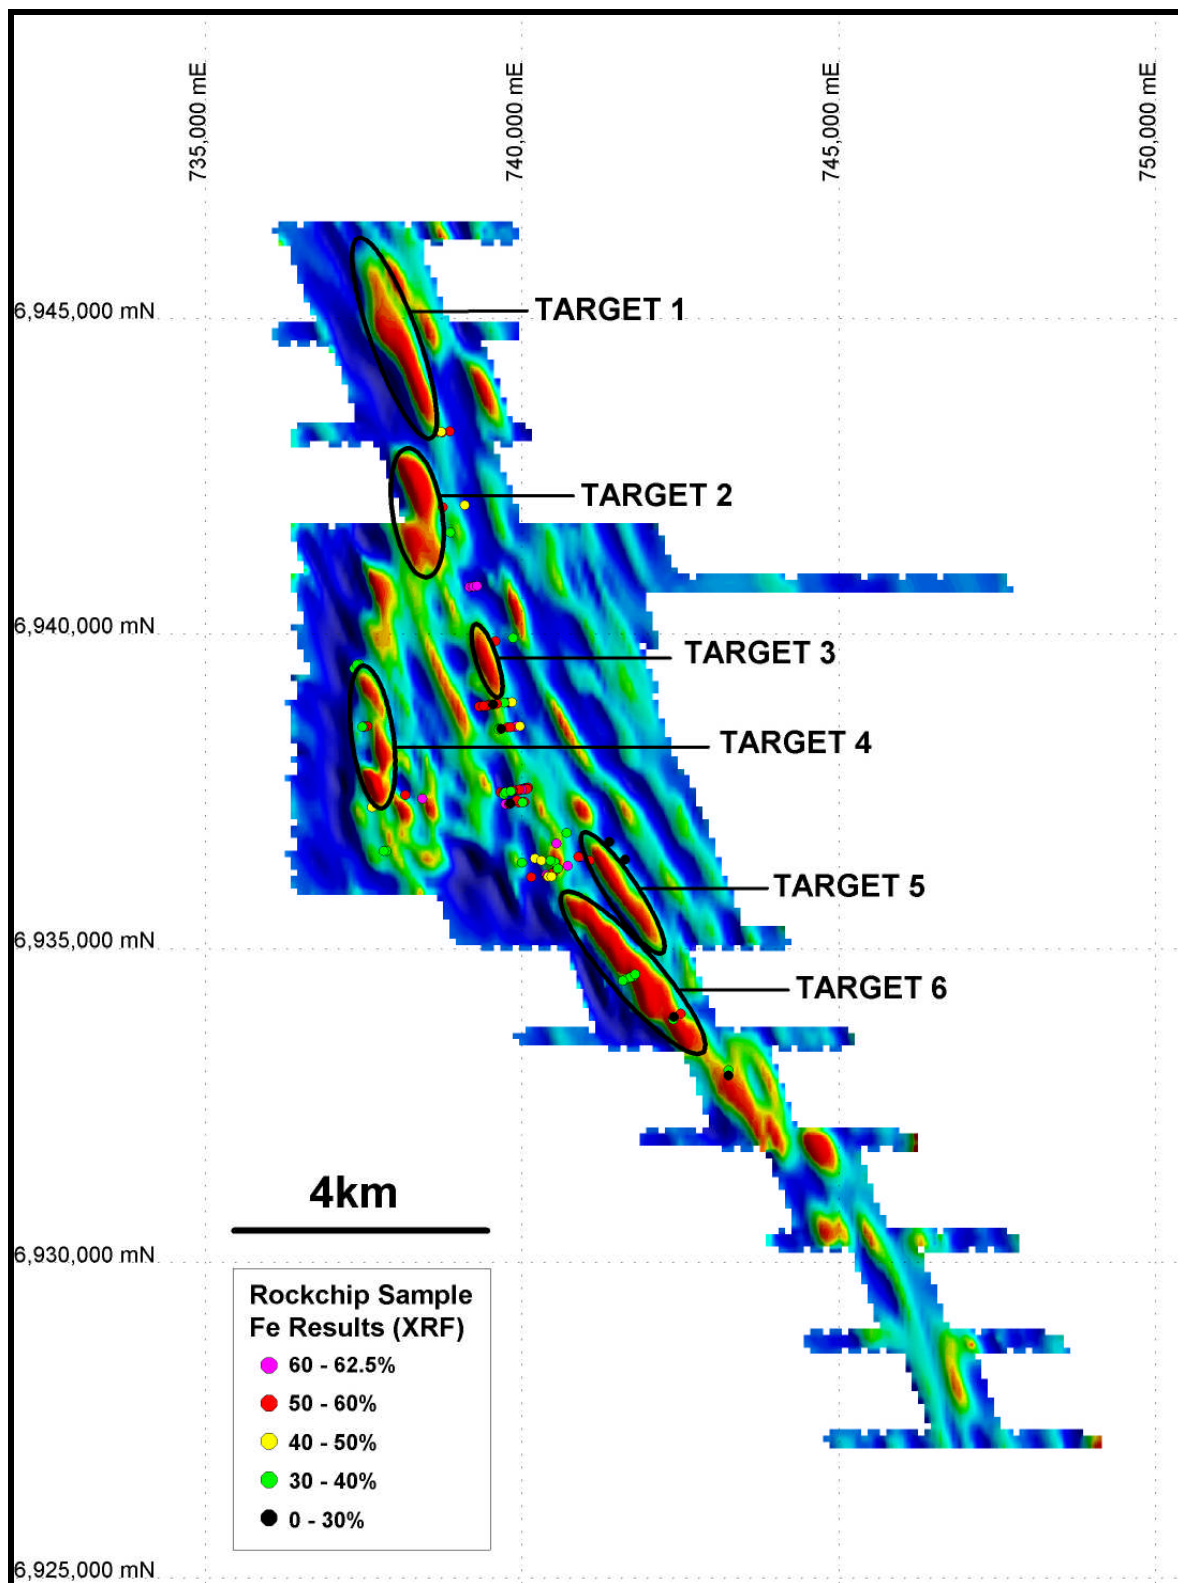 735,000 mE
740,000 mE
745,000 mE
750,000 mE
6,945,000 mN
TARGET 1
TARGET 2
6,940,000 mN
TARGET 3
TARGET 4
TARGET 5
6,935,000 mN
TARGET 6
4km
6,930,000 mN
Rockchip Sample
Fe Results (XRF)
60 - 62.5%
50 - 60%
40 - 50%
30 - 40%
0 - 30%
6,925,000 mN